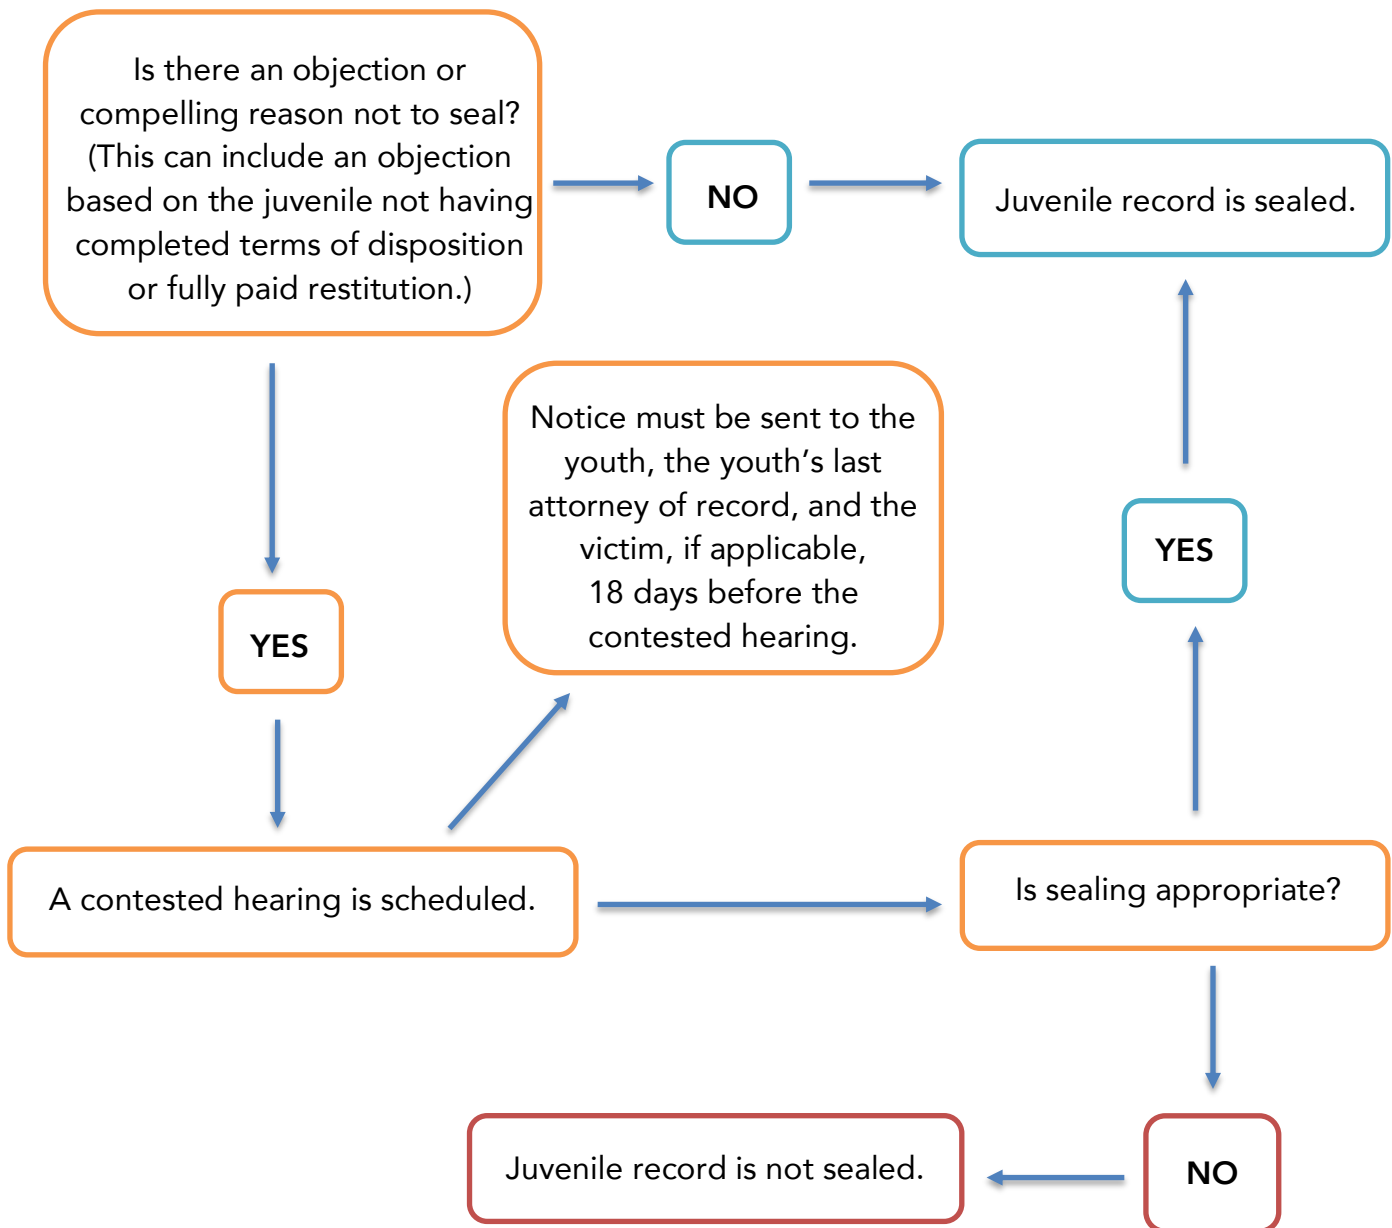 Is there an objection or
compelling reason not to seal?
(This can include an objection
based on the juvenile not having
completed terms of disposition
or fully paid restitution.)
NO
Juvenile record is sealed.
Notice must be sent to the
youth, the youth’s last
attorney of record, and the
victim, if applicable,
18 days before the
contested hearing.
YES
YES
A contested hearing is scheduled.
Is sealing appropriate?
Juvenile record is not sealed.
NO